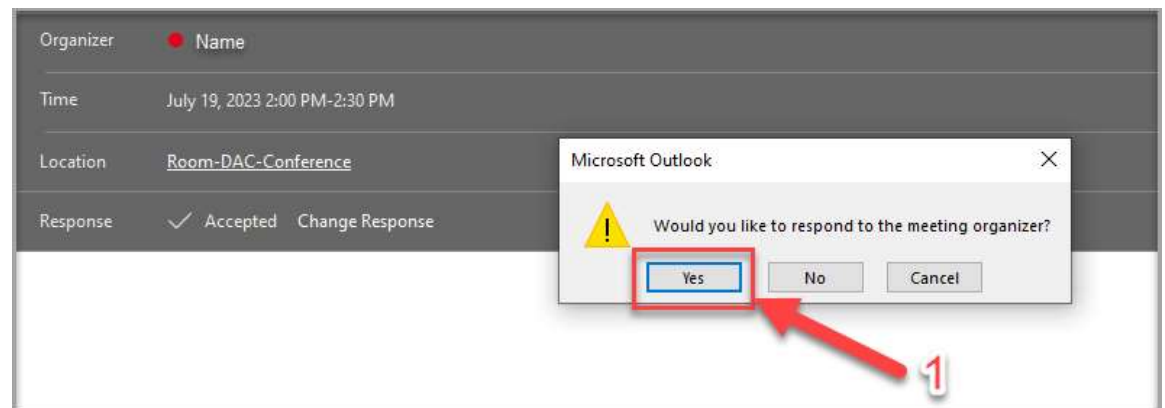 Organizer Name
Time July 19, 2023 2:00 PM-2:30 PM
Location Room-DAC-Conference
Response Accepted Change Response
Microsoft Outlook
Would you like to respond to the meeting organizer?
Yes No Cancel
1